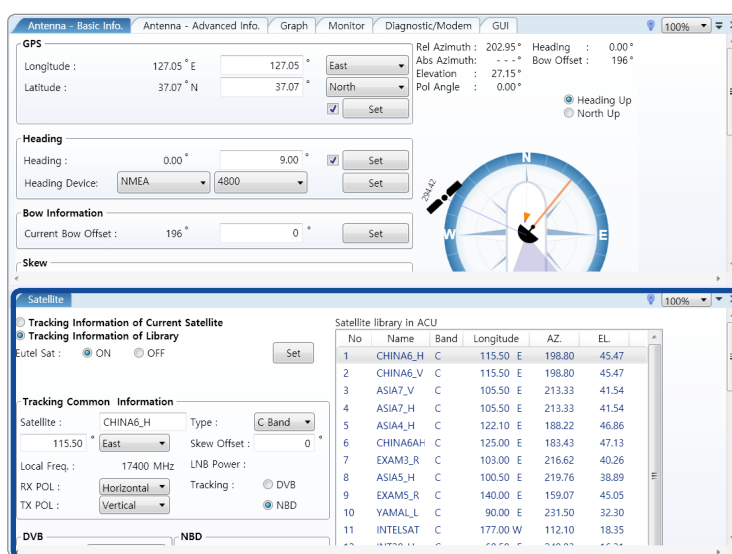 Antenna - Basic Info. Antenna - Advanced Info. Graph Monitor Diagnostic/Modem GUI 100%
GPS
Longitude : 127.05 ° E 127.05 ° East
Latitude : 37.07 ° N 37.07 ° North
Set
Heading
Heading : 0.00 ° 9.00 ° Set
Heading Device: NMEA 4800 Set
Bow Information
Current Bow Offset : 196 ° 0 ° Set
Skew
Rel Azimuth : 202.95° Heading : 0.00°
Abs Azimuth: - - -° Bow Offset : 196°
Elevation : 27.15°
Pol Angle : 0.00°
Heading Up
North Up
N
294.42
W
E
Satellite 100%
Tracking Information of Current Satellite
Tracking Information of Library
Eutel Sat : ON OFF Set
Tracking Common Information
Satellite : CHINA6_H Type : C Band
115.50 ° East Skew Offset : 0 °
Local Freq. : 17400 MHz LNB Power :
RX POL : Horizontal Tracking : DVB
TX POL : Vertical NBD
DVB NBD
Satellite library in ACU
No Name Band Longitude AZ. EL.
1 CHINA6_H C 115.50 E 198.80 45.47
2 CHINA6_V C 115.50 E 198.80 45.47
3 ASIA7_V C 105.50 E 213.33 41.54
4 ASIA7_H C 105.50 E 213.33 41.54
5 ASIA4_H C 122.10 E 188.22 46.86
6 CHINA6AH C 125.00 E 183.43 47.13
7 EXAM3_R C 103.00 E 216.62 40.26
8 ASIA5_H C 100.50 E 219.76 38.89
9 EXAM5_R C 140.00 E 159.07 45.05
10 YAMAL_L C 90.00 E 231.50 32.30
11 INTELSAT C 177.00 W 112.10 18.35